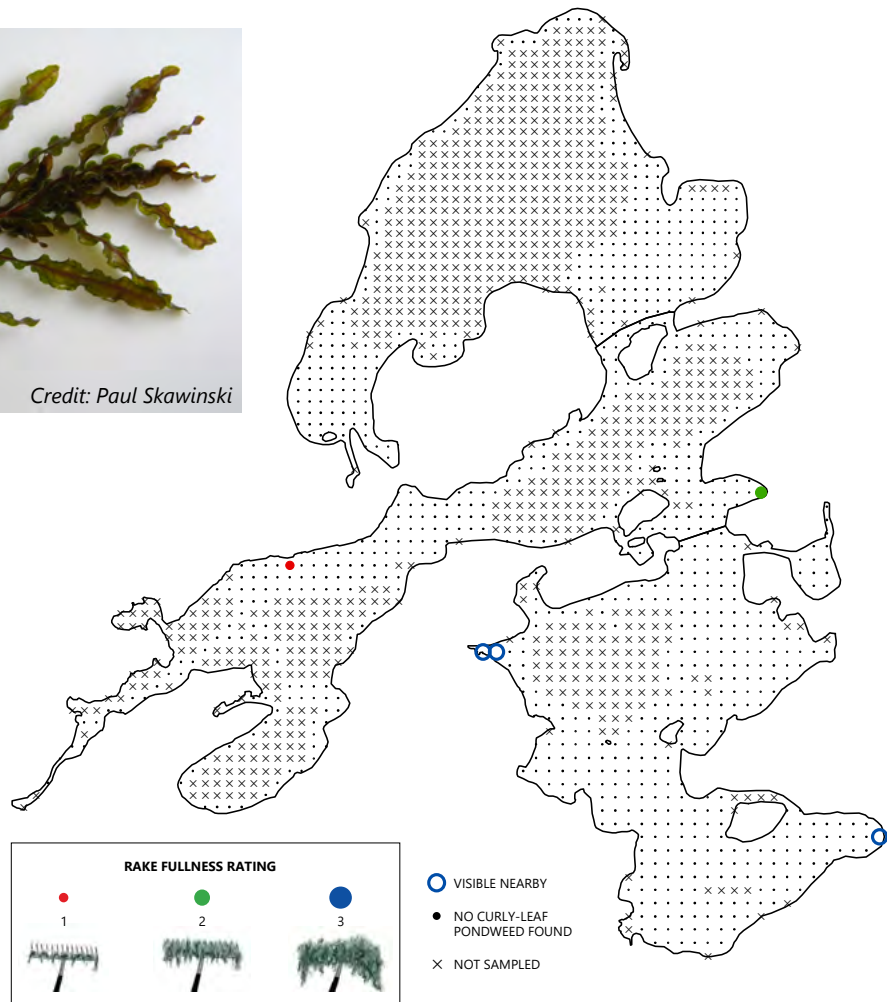 Credit: Paul Skawinski
RAKE FULLNESS RATING
1
2
3
VISIBLE NEARBY
NO CURLY-LEAF
PONDWEED FOUND
NOT SAMPLED